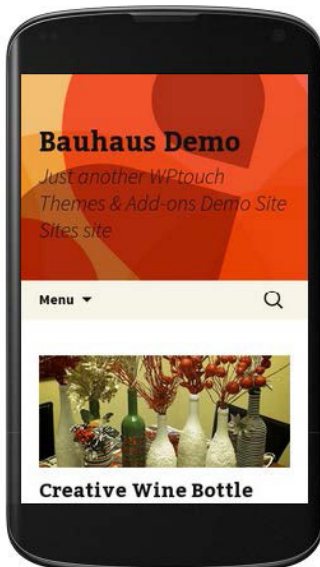 Bauhaus Demo
Just another WPtouch
Themes & Add-ons Demo Site
Sites site
Menu
Creative Wine Bottle